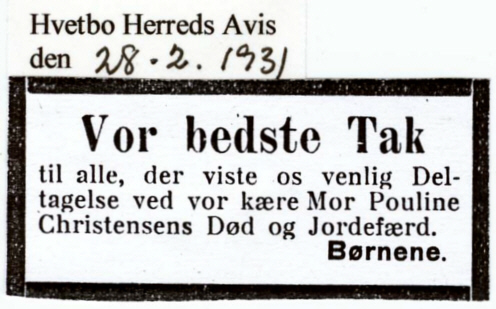 Hvetbo Herreds Avis
den 28.2.1931
Vor bedste Tak
til alle, der viste os venlig Del-
tagelse ved vor kære Mor Pouline
Christensens Død og Jordefærd.
Børnene.